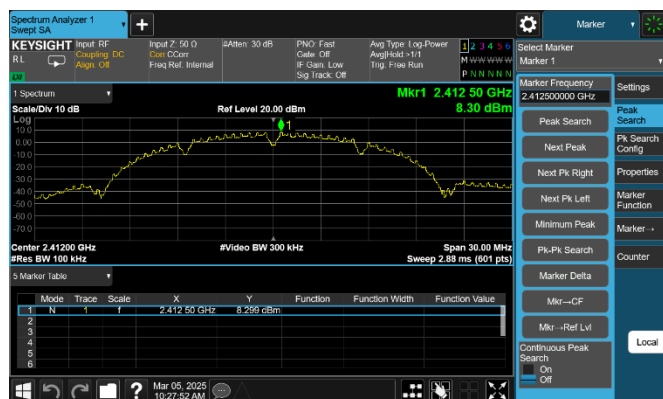 Spectrum Analyzer 1
Swept SA
+
Marker
KEYSIGHT
RL
LXI
Input: RF
Coupling: DC
Align: Off
Input Z: 50 Ω
Corr CCorr
Freq Ref: Internal
#Atten: 30 dB
PNO: Fast
Gate: Off
IF Gain: Low
Sig Track: Off
Avg Type: Log-Power
Avg|Hold:>1/1
Trig: Free Run
1 2 3 4 5 6
M W W W W W
P N N N N N
Select Marker
Marker 1
1 Spectrum
Scale/Div 10 dB
Ref Level 20.00 dBm
Mkr1 2.412 50 GHz
8.30 dBm
Log
10.0
0.00
-10.0
-20.0
-30.0
-40.0
-50.0
-60.0
-70.0
1
Center 2.41200 GHz
#Res BW 100 kHz
#Video BW 300 kHz
Span 30.00 MHz
Sweep 2.88 ms (601 pts)
5 Marker Table
Mode Trace Scale X Y Function Function Width Function Value
1 N 1 f 2.412 50 GHz 8.299 dBm
2
3
4
5
6
Marker Frequency
2.412500000 GHz
Peak Search
Next Peak
Next Pk Right
Next Pk Left
Minimum Peak
Pk-Pk Search
Marker Delta
Mkr→CF
Mkr→Ref Lvl
Continuous Peak
Search
On
Off
Settings
Peak
Search
Pk Search
Config
Properties
Marker
Function
Marker→
Counter
Local
?
Mar 05, 2025
10:27:52 AM